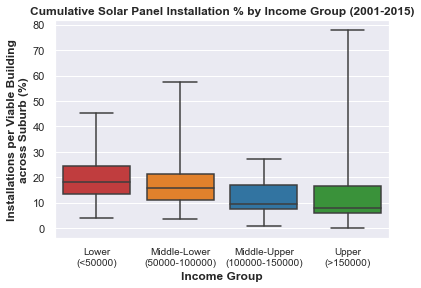 Cumulative Solar Panel Installation % by Income Group (2001-2015)
Installations per Viable Building
across Suburb (%)
80
70
60
50
40
30
20
10
0
Lower
(<50000)
Middle-Lower
(50000-100000)
Middle-Upper
(100000-150000)
Upper
(>150000)
Income Group